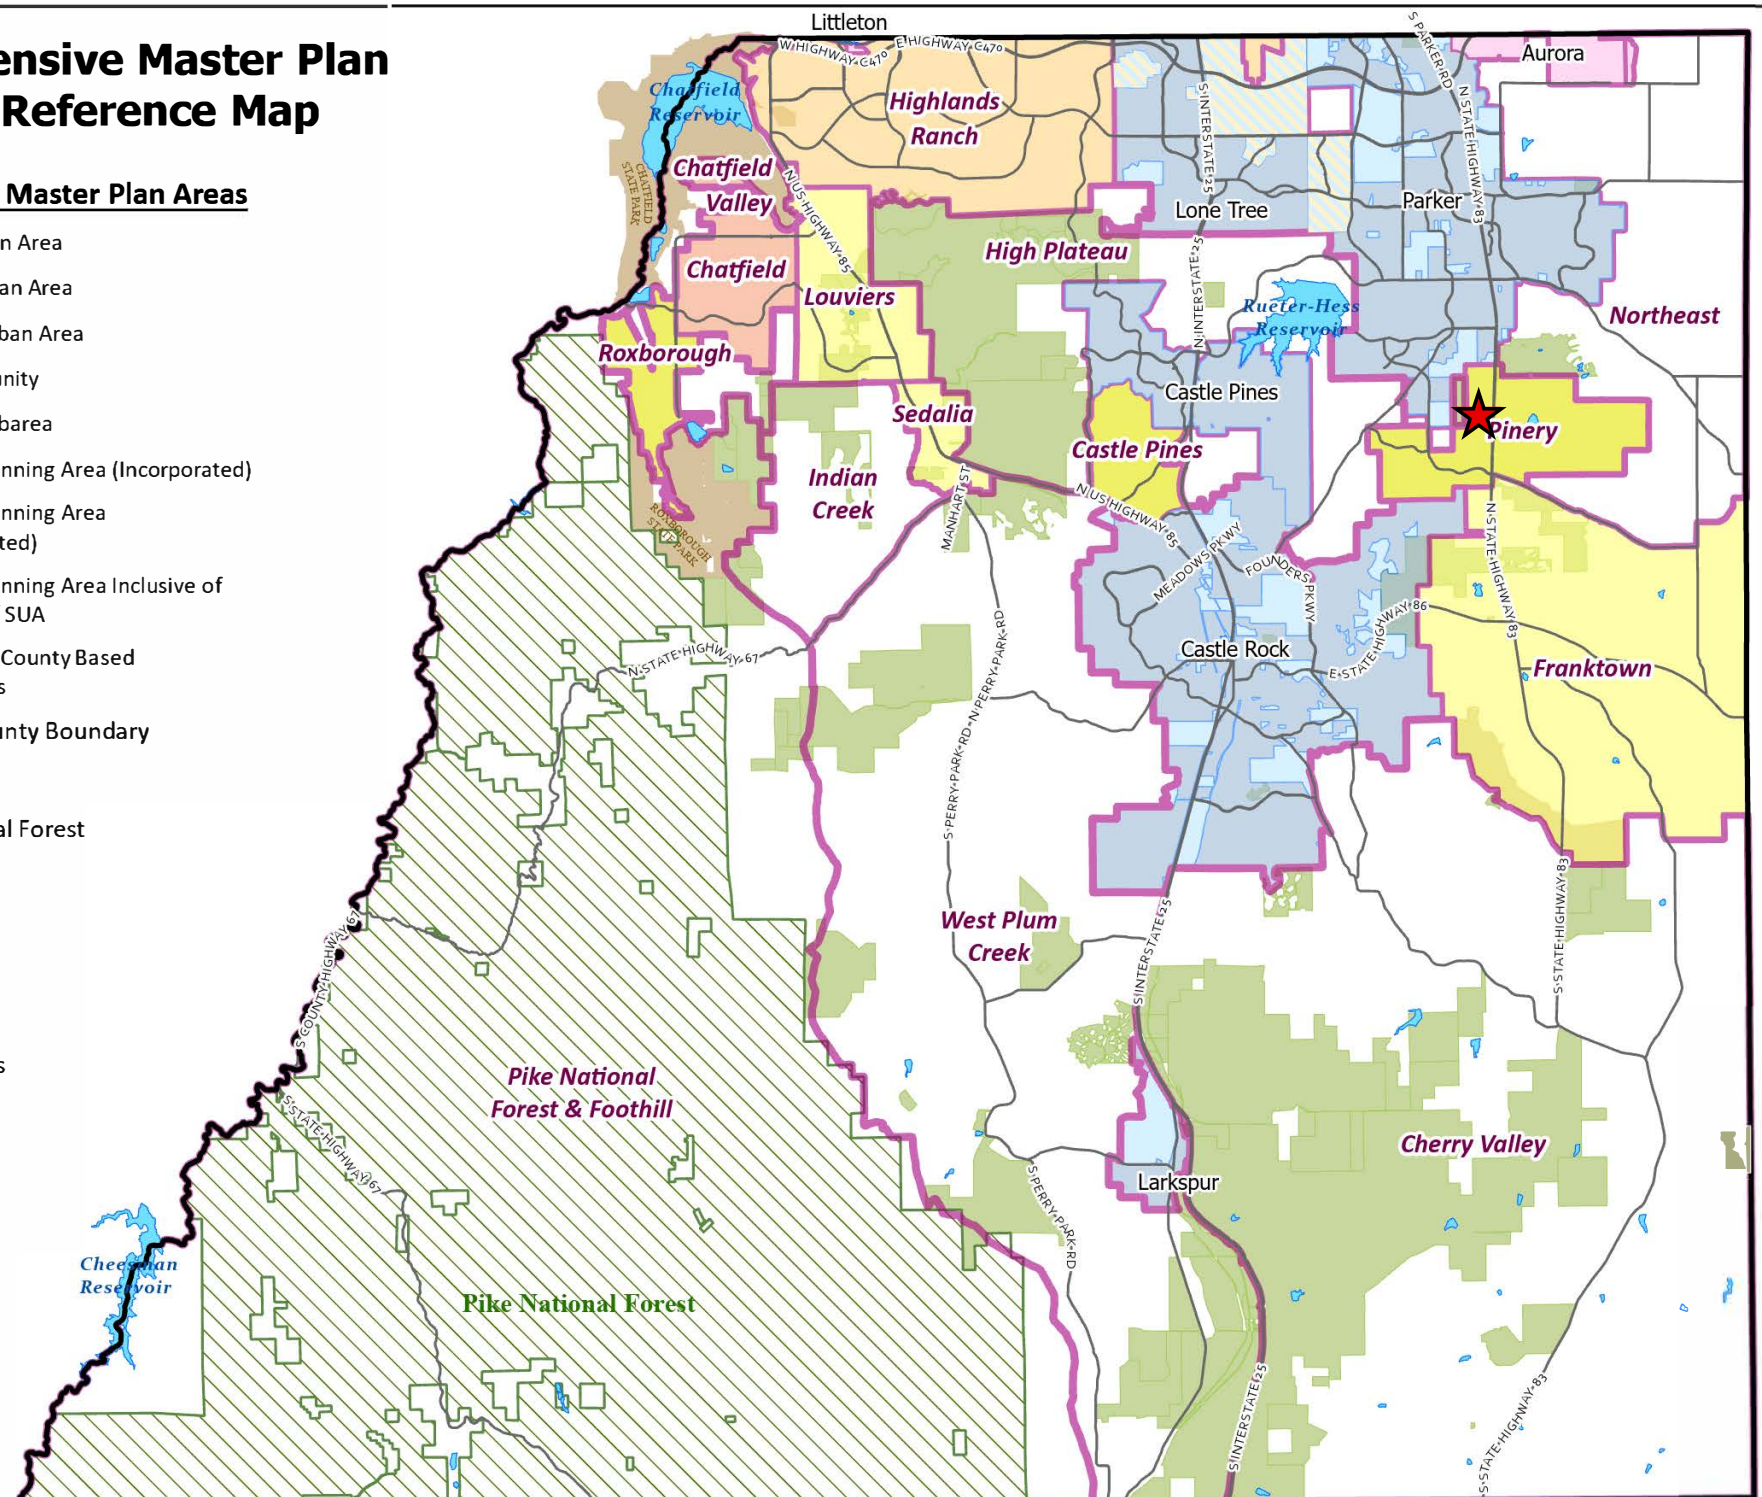 ensive Master Plan
Reference Map
Master Plan Areas
n Area
an Area
ban Area
nity
barea
nning Area (Incorporated)
nning Area
ted)
nning Area Inclusive of
SUA
County Based
s
nty Boundary
al Forest
s
Littleton
W HIGHWAY C470
E HIGHWAY C470
S PARKER RD
Aurora
Chatfield
Reservoir
Highlands
Ranch
S INTERSTATE 25
N STATE HIGHWAY 83
CHATFIELD
STATE PARK
Chatfield
Valley
N US HIGHWAY 85
Lone Tree
Parker
High Plateau
N INTERSTATE 25
Chatfield
Louviers
Rueter-Hess
Reservoir
Northeast
Roxborough
Castle Pines
Sedalia
Pinery
Castle Pines
Indian
Creek
MANHART ST
N US HIGHWAY 85
ROXBOROUGH
STATE PARK
MEADOWS PKWY
FOUNDERS PKWY
N STATE HIGHWAY 83
E STATE HIGHWAY 86
N STATE HIGHWAY 67
N PERRY PARK RD
Castle Rock
Franktown
S PERRY PARK RD
S PERRY PARK RD
S STATE HIGHWAY 83
S STATE HIGHWAY 83
West Plum
Creek
S INTERSTATE 25
S COUNTY HIGHWAY 67
Pike National
Forest & Foothill
S STATE HIGHWAY 67
Cherry Valley
Larkspur
S PERRY PARK RD
Cheesman
Reservoir
Pike National Forest
S INTERSTATE 25
S STATE HIGHWAY 83